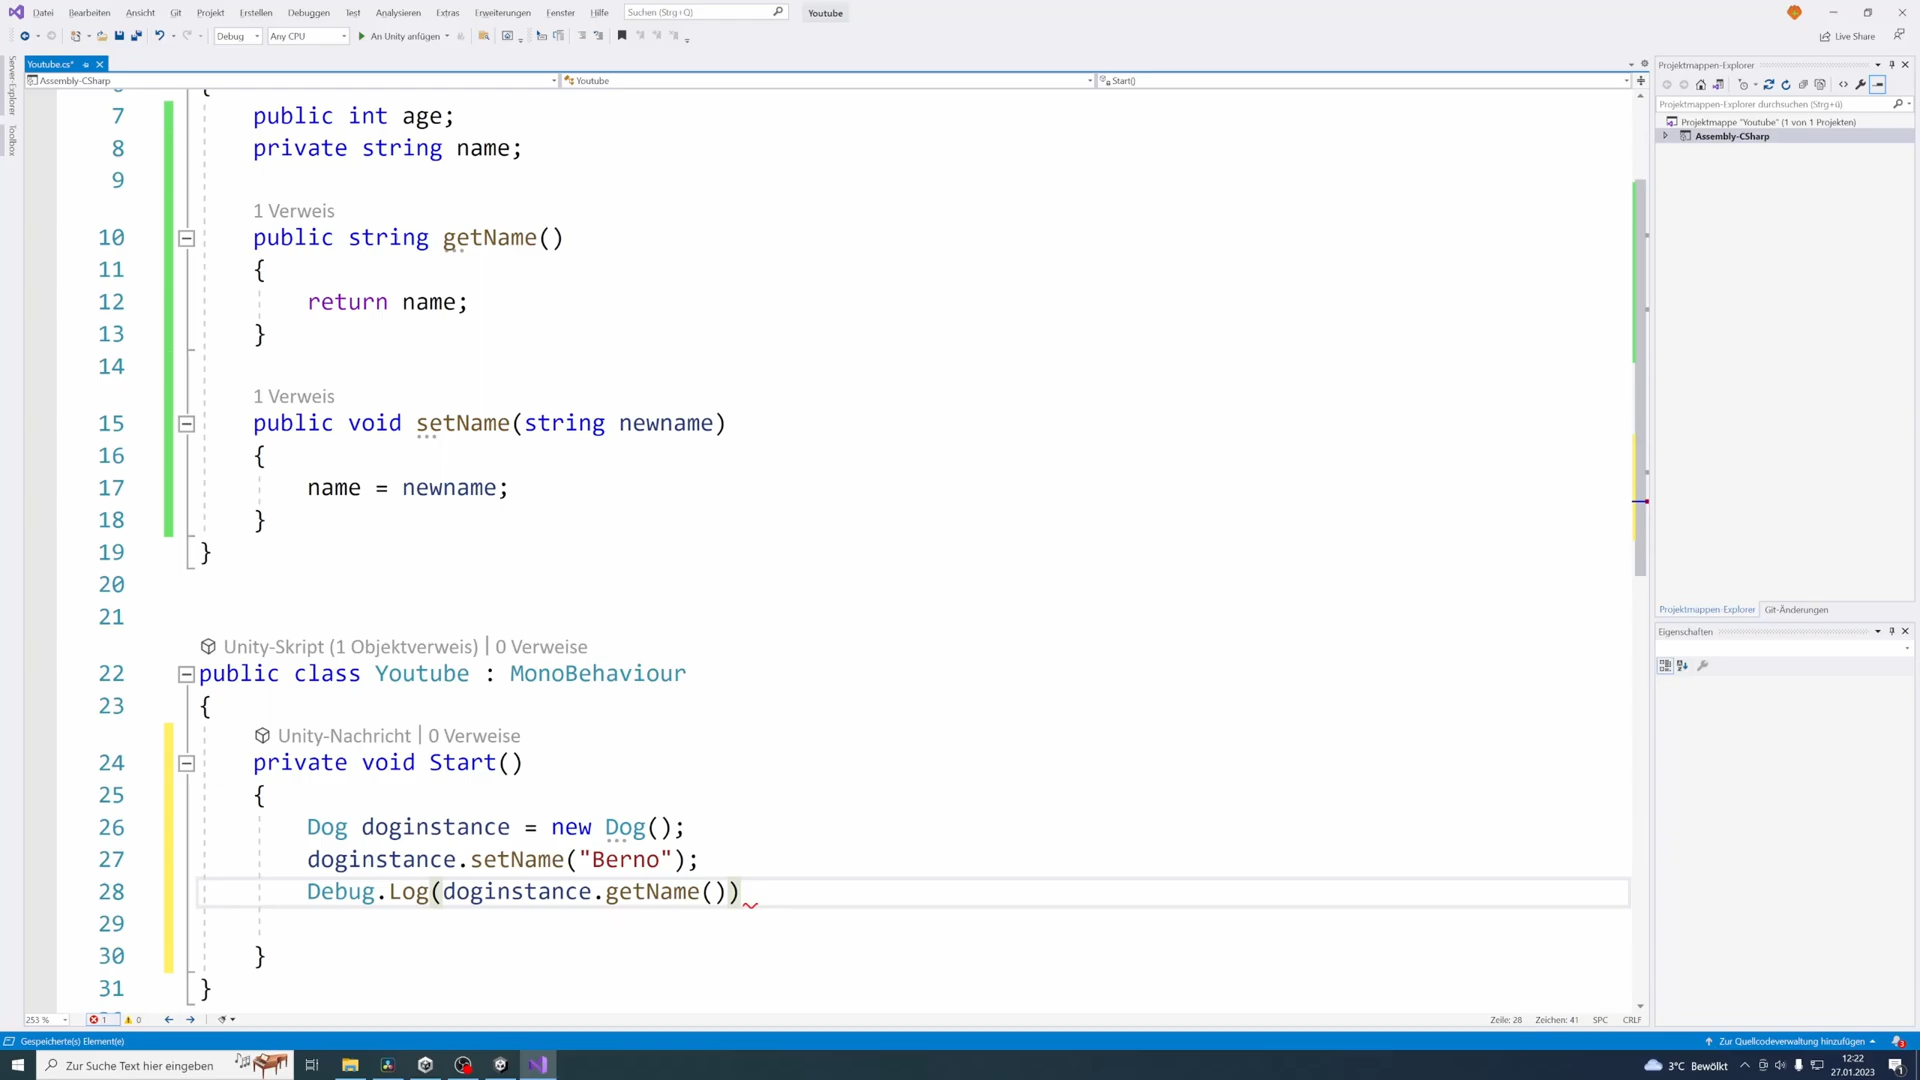 Datei Bearbeiten Ansicht Git Projekt Erstellen Debuggen Test Analysieren Extras Erweiterungen Fenster Hilfe Suchen (Strg+Q) Youtube
Debug Any CPU An Unity anfügen Live Share
Youtube.cs*
Assembly-CSharp Youtube Start()
Server-Explorer
Toolbox
7 public int age;
8 private string name;
9
1 Verweis
10 public string getName()
11 {
12 return name;
13 }
14
1 Verweis
15 public void setName(string newname)
16 {
17 name = newname;
18 }
19 }
20
21
Unity-Skript (1 Objektverweis) | 0 Verweise
22 public class Youtube : MonoBehaviour
23 {
Unity-Nachricht | 0 Verweise
24 private void Start()
25 {
26 Dog doginstance = new Dog();
27 doginstance.setName("Berno");
28 Debug.Log(doginstance.getName())
29
30 }
31 }
253 % 1 0 Zeile: 28 Zeichen: 41 SPC CRLF
Projektmappen-Explorer
Projektmappen-Explorer durchsuchen (Strg+ü)
Projektmappe "Youtube" (1 von 1 Projekten)
Assembly-CSharp
Projektmappen-Explorer Git-Änderungen
Eigenschaften
Gespeicherte(s) Element(e) Zur Quellcodeverwaltung hinzufügen 3
Zur Suche Text hier eingeben 3°C Bewölkt 12:22
27.01.2023 1